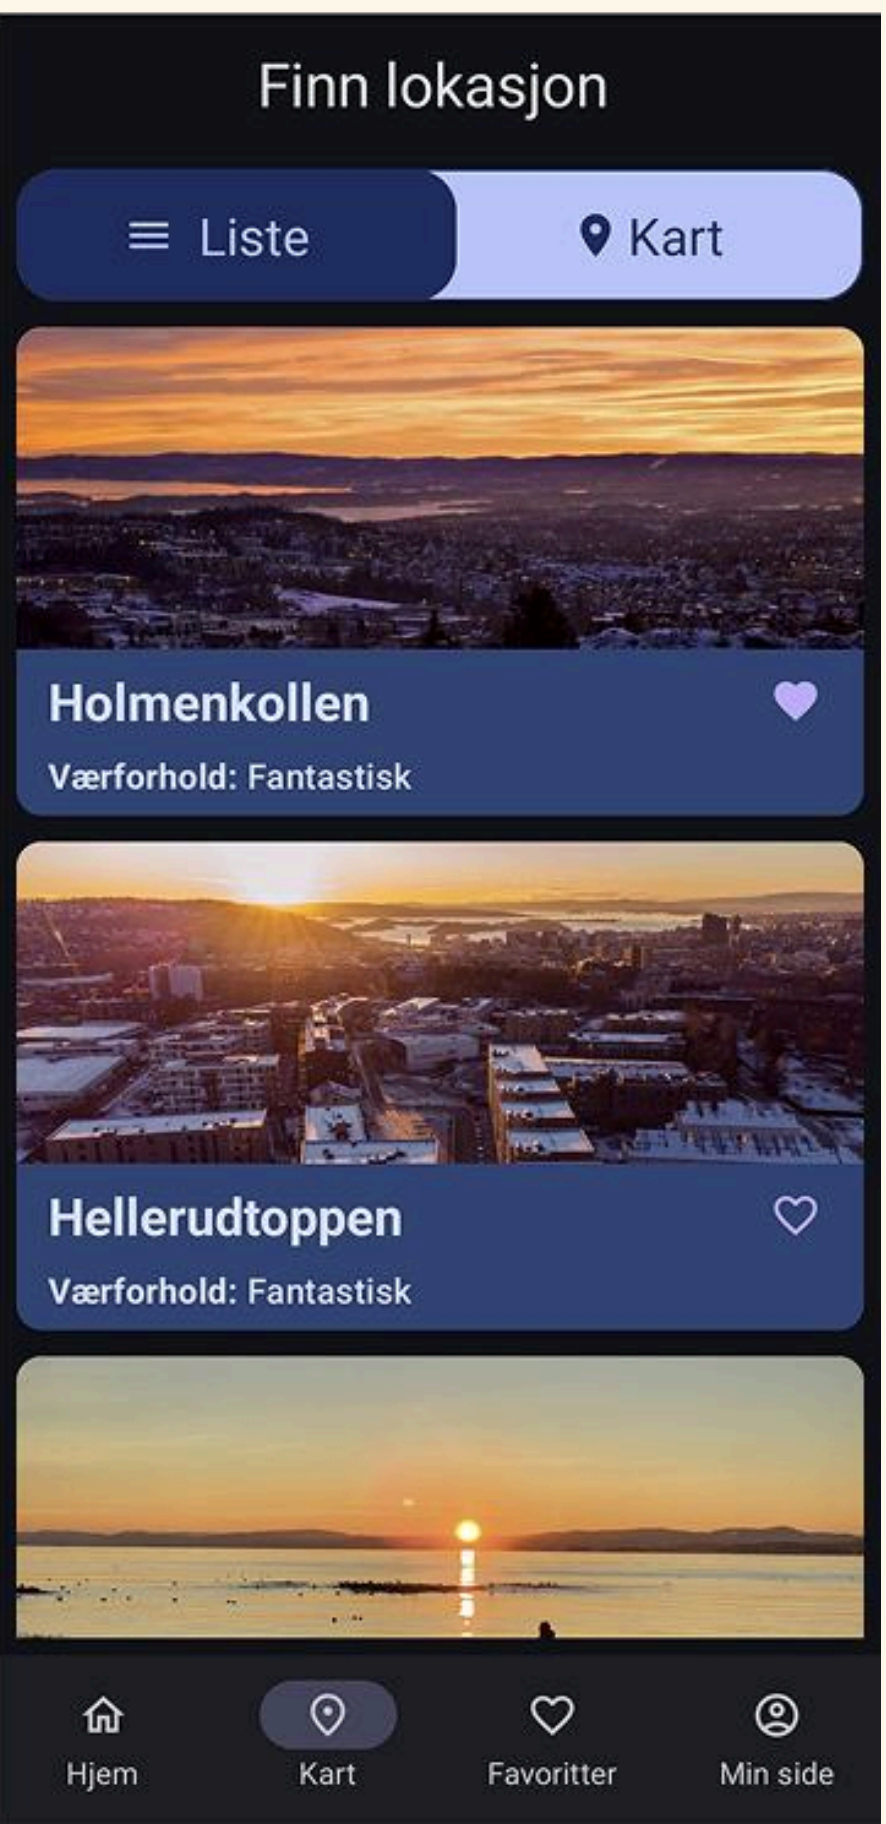 Finn lokasjon
Liste
Kart
Holmenkollen
Værforhold: Fantastisk
Hellerudtoppen
Værforhold: Fantastisk
Hjem
Kart
Favoritter
Min side